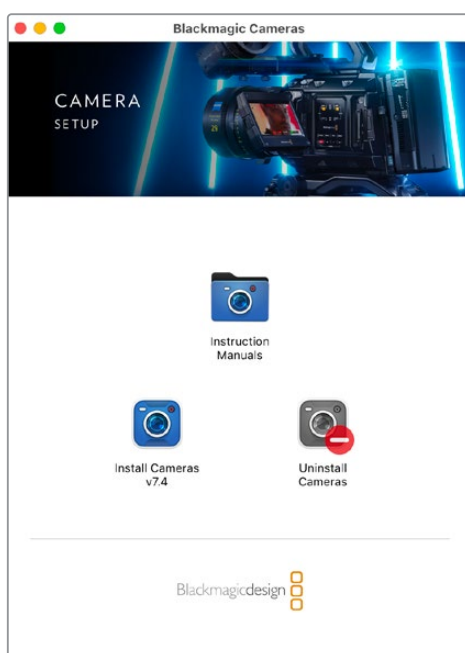 Blackmagic Cameras
CAMERA
SETUP
Instruction
Manuals
Install Cameras
v7.4
Uninstall
Cameras
Blackmagicdesign